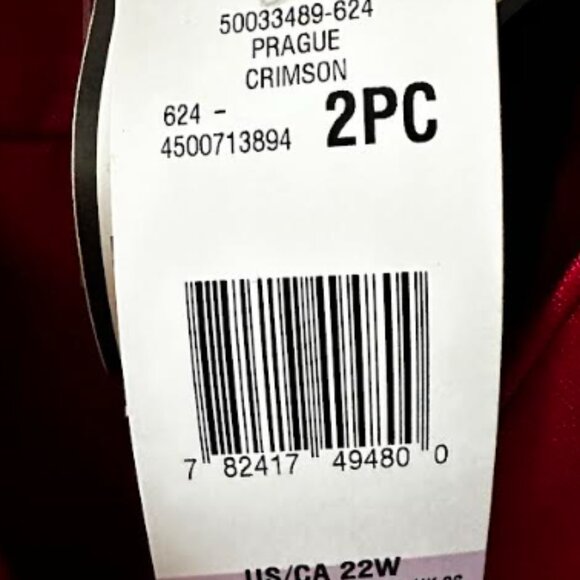 50033489-624
PRAGUE
CRIMSON
624 -
4500713894
2PC
7 82417 49480 0
US/CA 22W